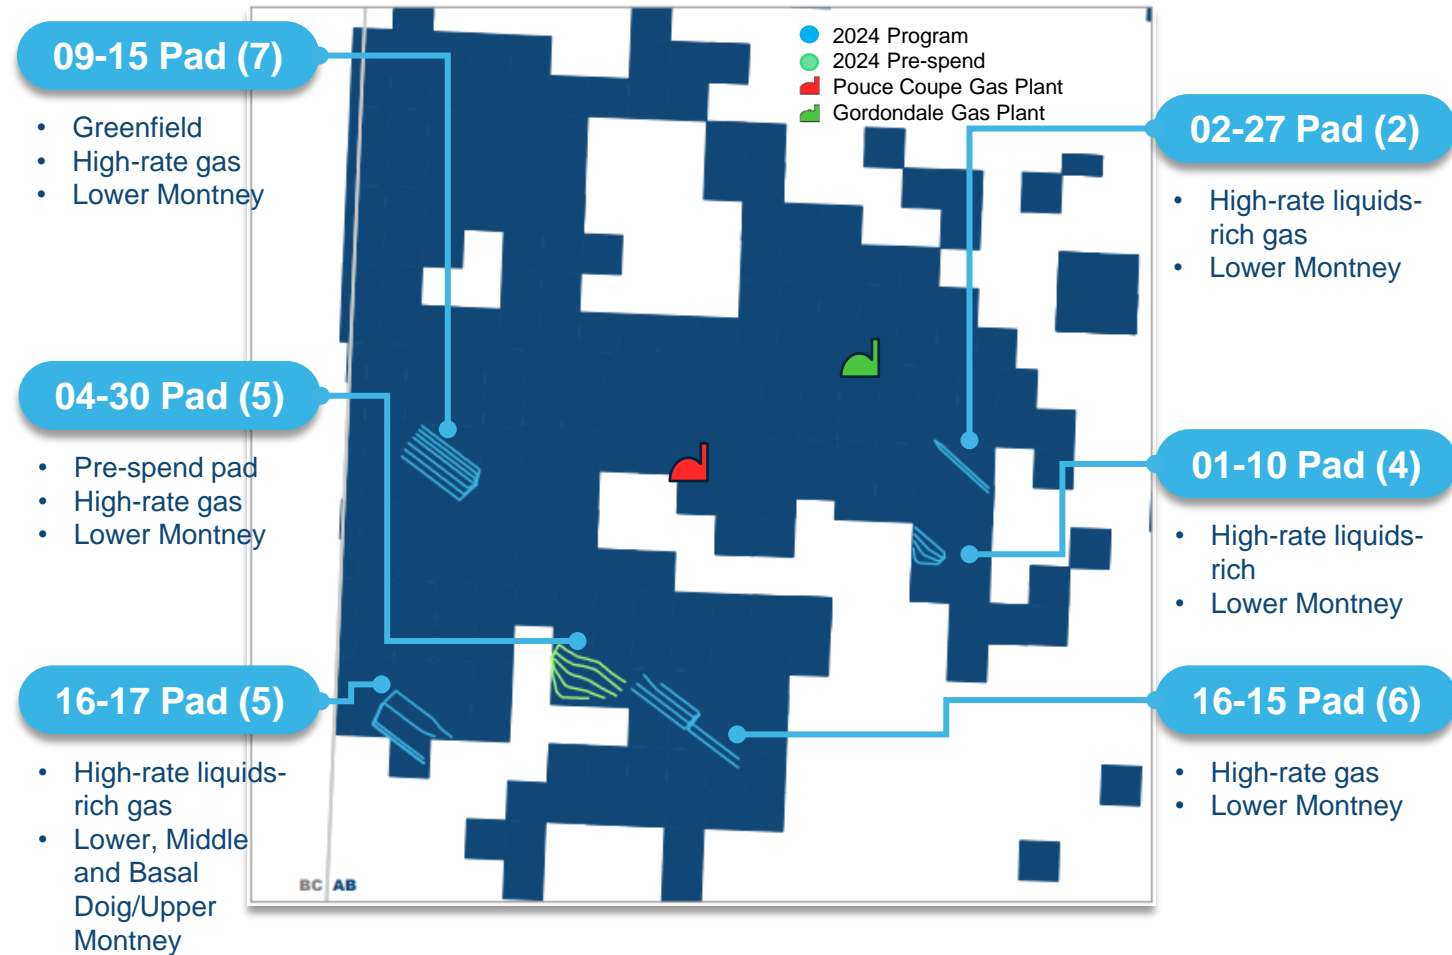 09-15 Pad (7)
• Greenfield
• High-rate gas
• Lower Montney
04-30 Pad (5)
• Pre-spend pad
• High-rate gas
• Lower Montney
16-17 Pad (5)
• High-rate liquids-
rich gas
• Lower, Middle
and Basal
Doig/Upper
Montney
2024 Program
2024 Pre-spend
Pouce Coupe Gas Plant
Gordondale Gas Plant
BC AB
02-27 Pad (2)
• High-rate liquids-
rich gas
• Lower Montney
01-10 Pad (4)
• High-rate liquids-
rich
• Lower Montney
16-15 Pad (6)
• High-rate gas
• Lower Montney